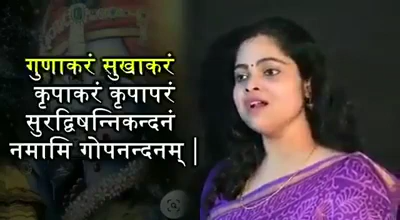 गुणाकरं सुखाकरं
कृपाकरं कृपापरं
सुरद्विषन्निकन्दनं
नमामि गोपनन्दनम् |